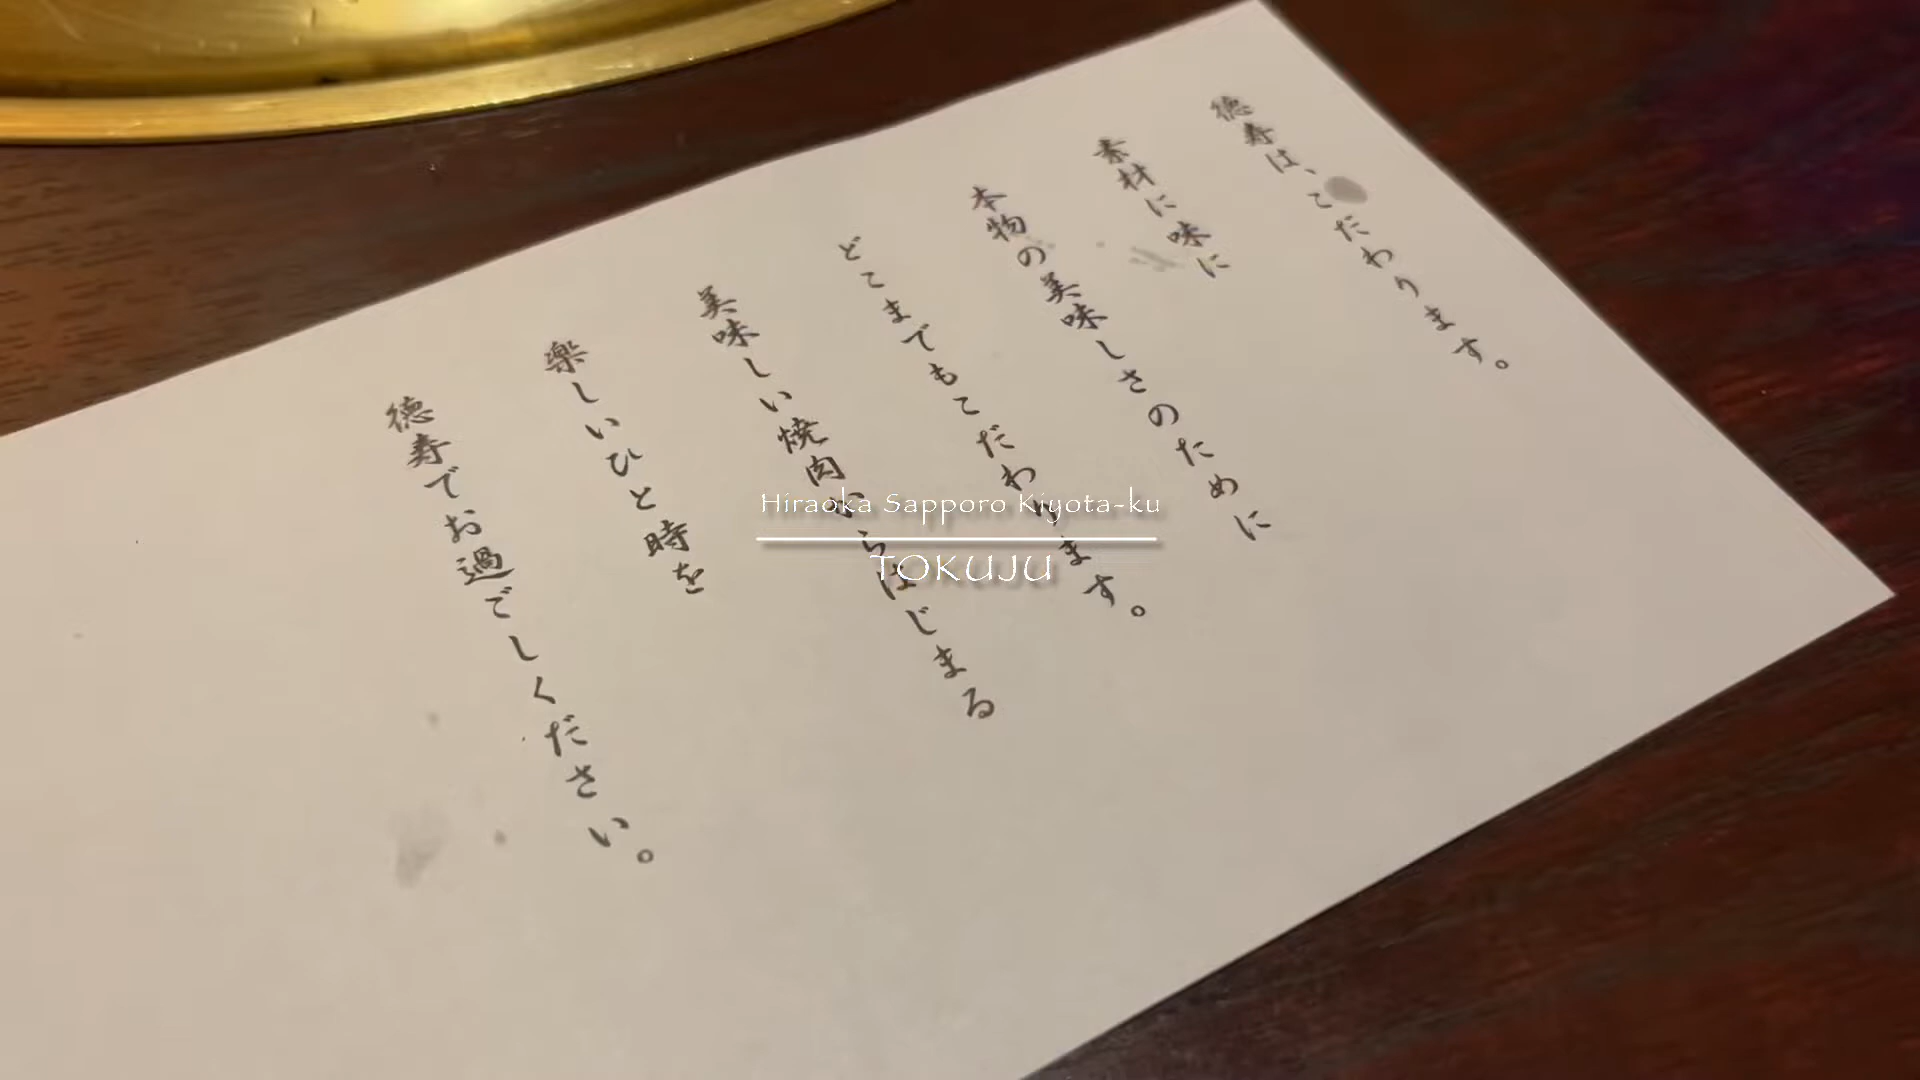 徳寿は、こだわります。
素材に味に
本物の美味しさのために
どこまでもこだわります。
美味しい焼肉からはじまる
楽しいひと時を
徳寿でお過でしください。
Hiraoka Sapporo Kiyota-ku
TOKUJU